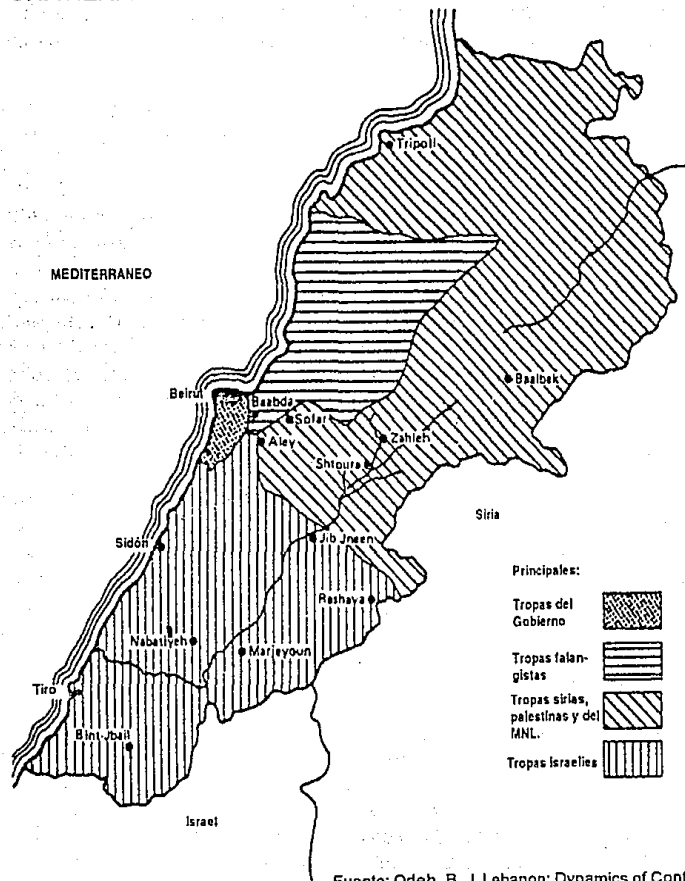 Tripoli
MEDITERRANEO
Beirut
Baabda
Sofar
Aley
Zahleh
Shtoura
Baalbek
Siria
Sidón
Jib Jneen
Rashaya
Nabatiyeh
Marjeyoun
Tiro
Bint-Jbail
Israel
Principales:
Tropas del
Gobierno
Tropas falan-
gistas
Tropas sirias,
palestinas y del
MNL.
Tropas Israelíes
Fuente: Odeh, B. J. Lebanon: Dynamics of